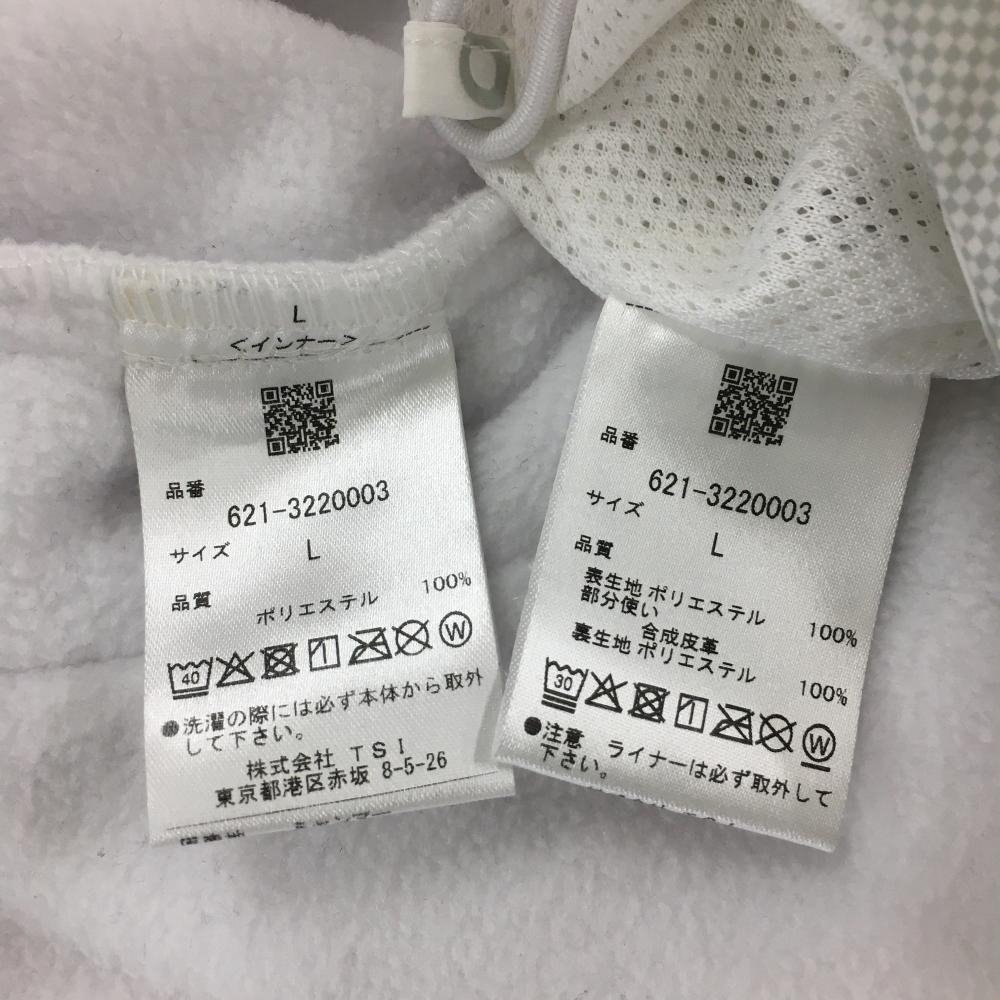 L
<インナー>
品番
621-3220003
サイズ L
品質
ポリエステル 100%
40
W
●洗濯の際には必ず本体から取外
して下さい。
株式会社 TSI
東京都港区赤坂 8-5-26
品番
621-3220003
サイズ
L
品質
表生地 ポリエステル 100%
部分使い
合成皮革
裏生地 ポリエステル 100%
30
W
●注意 ライナーは必ず取外して
下さい。